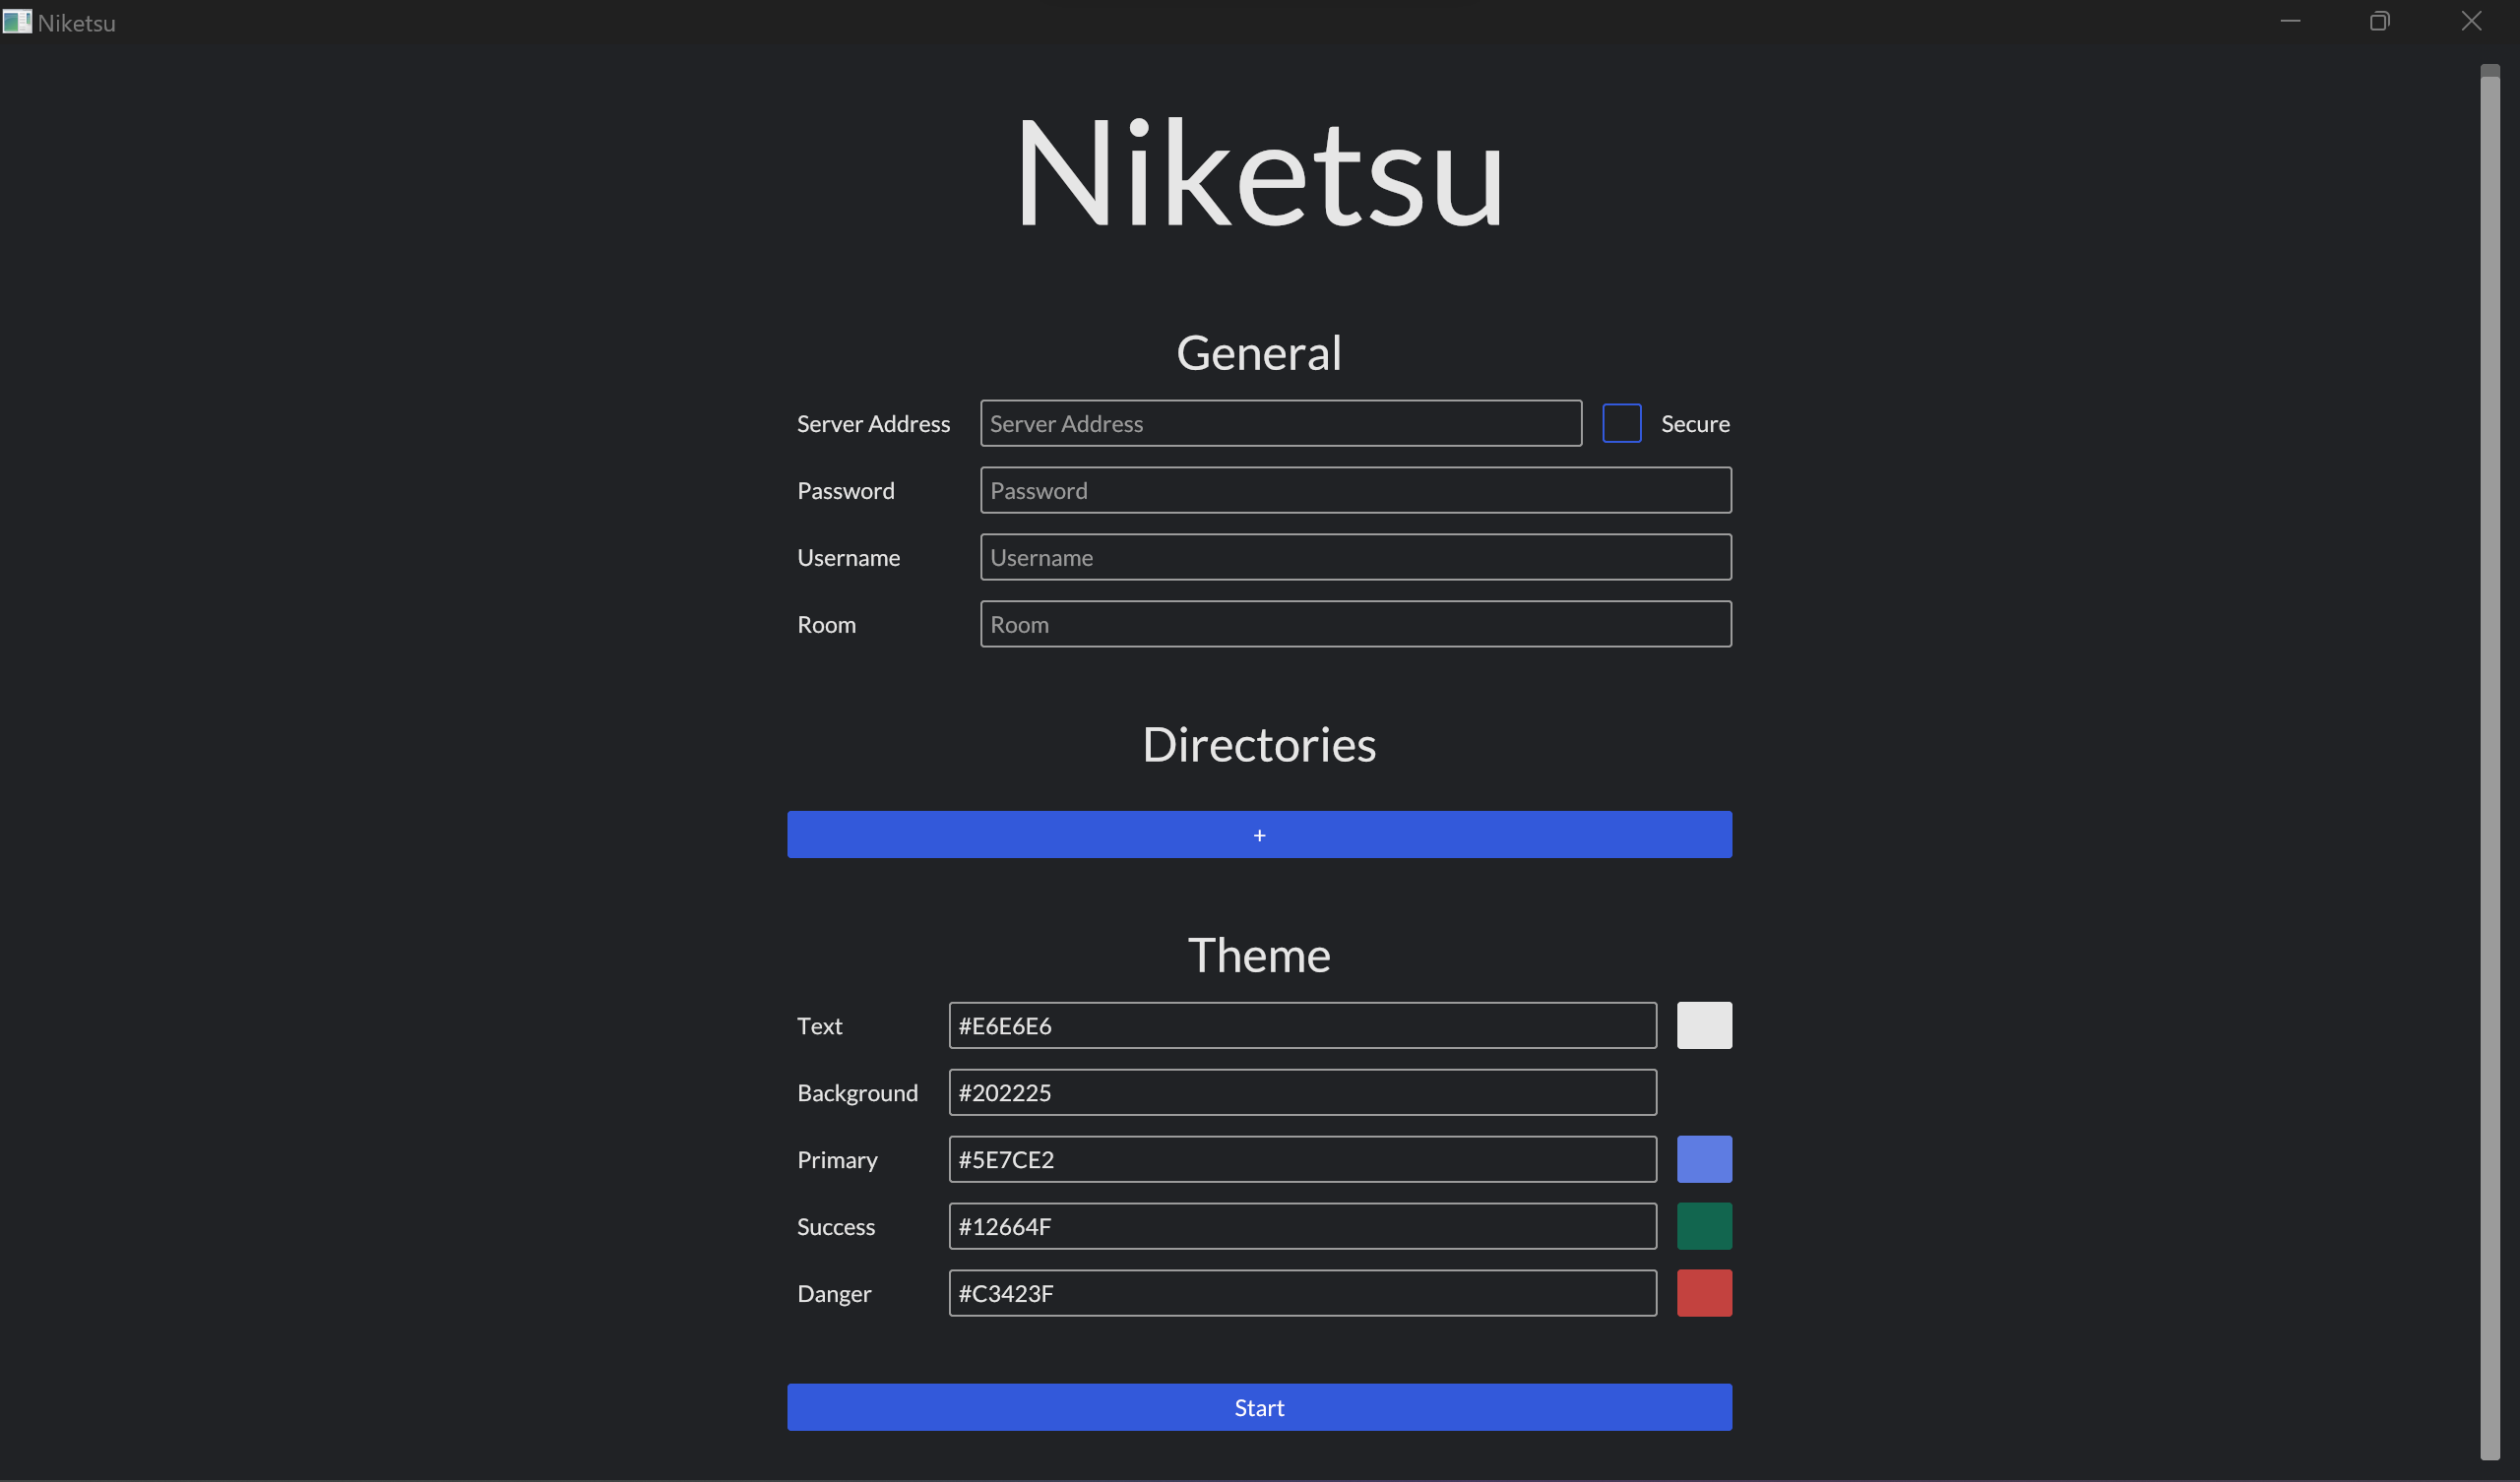 Niketsu
Niketsu
General
Server Address Server Address Secure
Password Password
Username Username
Room Room
Directories
+
Theme
Text #E6E6E6
Background #202225
Primary #5E7CE2
Success #12664F
Danger #C3423F
Start